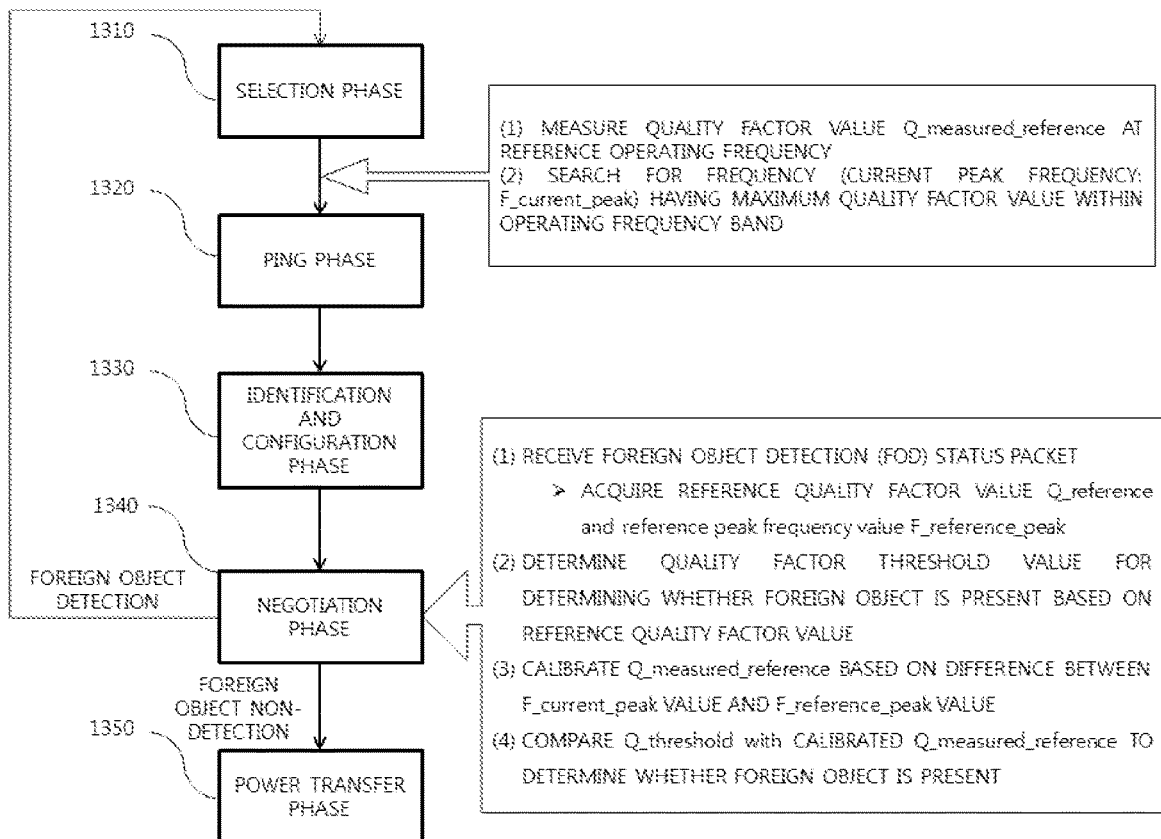 1310
SELECTION PHASE
(1) MEASURE QUALITY FACTOR VALUE Q_measured_reference AT
REFERENCE OPERATING FREQUENCY
(2) SEARCH FOR FREQUENCY (CURRENT PEAK FREQUENCY:
F_current_peak) HAVING MAXIMUM QUALITY FACTOR VALUE WITHIN
OPERATING FREQUENCY BAND
1320
PING PHASE
1330
IDENTIFICATION
AND
CONFIGURATION
PHASE
1340
FOREIGN OBJECT
DETECTION
NEGOTIATION
PHASE
(1) RECEIVE FOREIGN OBJECT DETECTION (FOD) STATUS PACKET
➢ ACQUIRE REFERENCE QUALITY FACTOR VALUE Q_reference
and reference peak frequency value F_reference_peak
(2) DETERMINE QUALITY FACTOR THRESHOLD VALUE FOR
DETERMINING WHETHER FOREIGN OBJECT IS PRESENT BASED ON
REFERENCE QUALITY FACTOR VALUE
(3) CALIBRATE Q_measured_reference BASED ON DIFFERENCE BETWEEN
F_current_peak VALUE AND F_reference_peak VALUE
(4) COMPARE Q_threshold with CALIBRATED Q_measured_reference TO
DETERMINE WHETHER FOREIGN OBJECT IS PRESENT
FOREIGN
OBJECT NON-
DETECTION
1350
POWER TRANSFER
PHASE